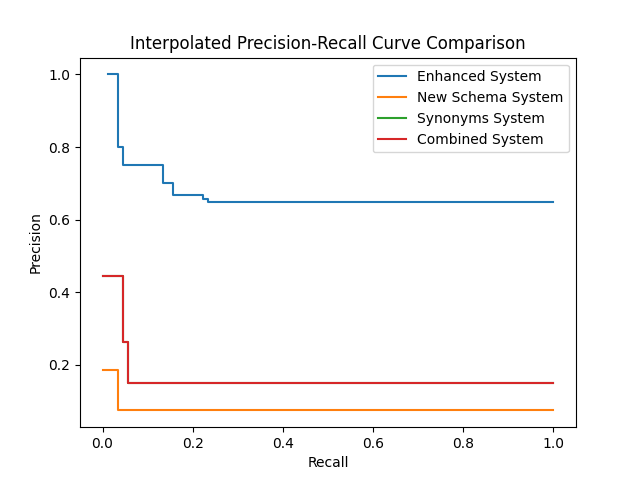 Interpolated Precision-Recall Curve Comparison
Enhanced System
New Schema System
Synonyms System
Combined System
Precision
1.0
0.8
0.6
0.4
0.2
0.0 0.2 0.4 0.6 0.8 1.0
Recall